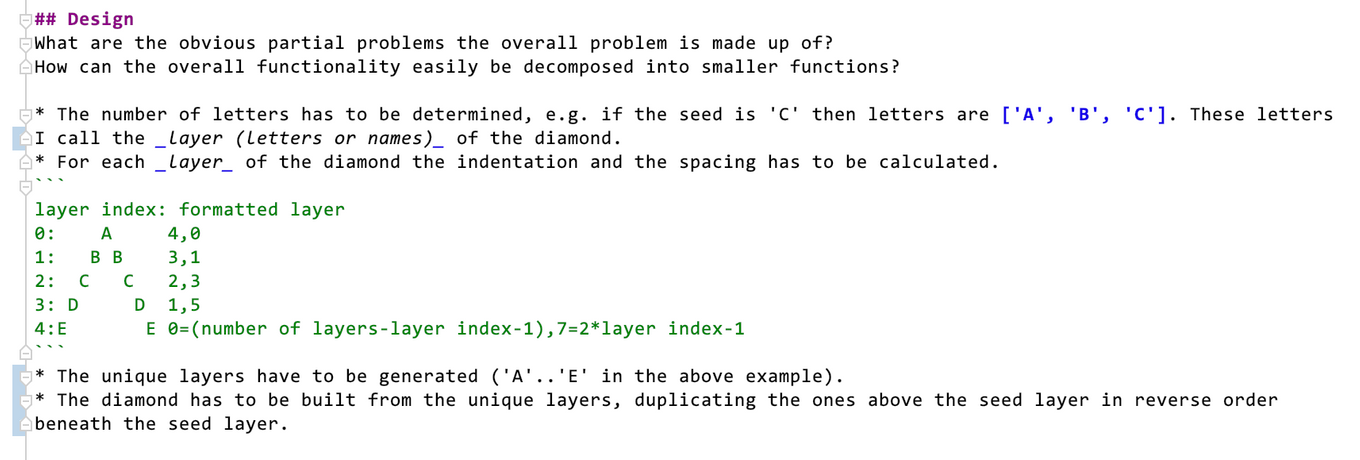 ## Design
What are the obvious partial problems the overall problem is made up of?
How can the overall functionality easily be decomposed into smaller functions?

* The number of letters has to be determined, e.g. if the seed is 'C' then letters are ['A', 'B', 'C']. These letters
I call the _layer (letters or names)_ of the diamond.
* For each _layer_ of the diamond the indentation and the spacing has to be calculated.
```
layer index: formatted layer
0:    A     4,0
1:   B B    3,1
2:  C   C   2,3
3: D     D  1,5
4:E       E 0=(number of layers-layer index-1),7=2*layer index-1
```
* The unique layers have to be generated ('A'..'E' in the above example).
* The diamond has to be built from the unique layers, duplicating the ones above the seed layer in reverse order
beneath the seed layer.